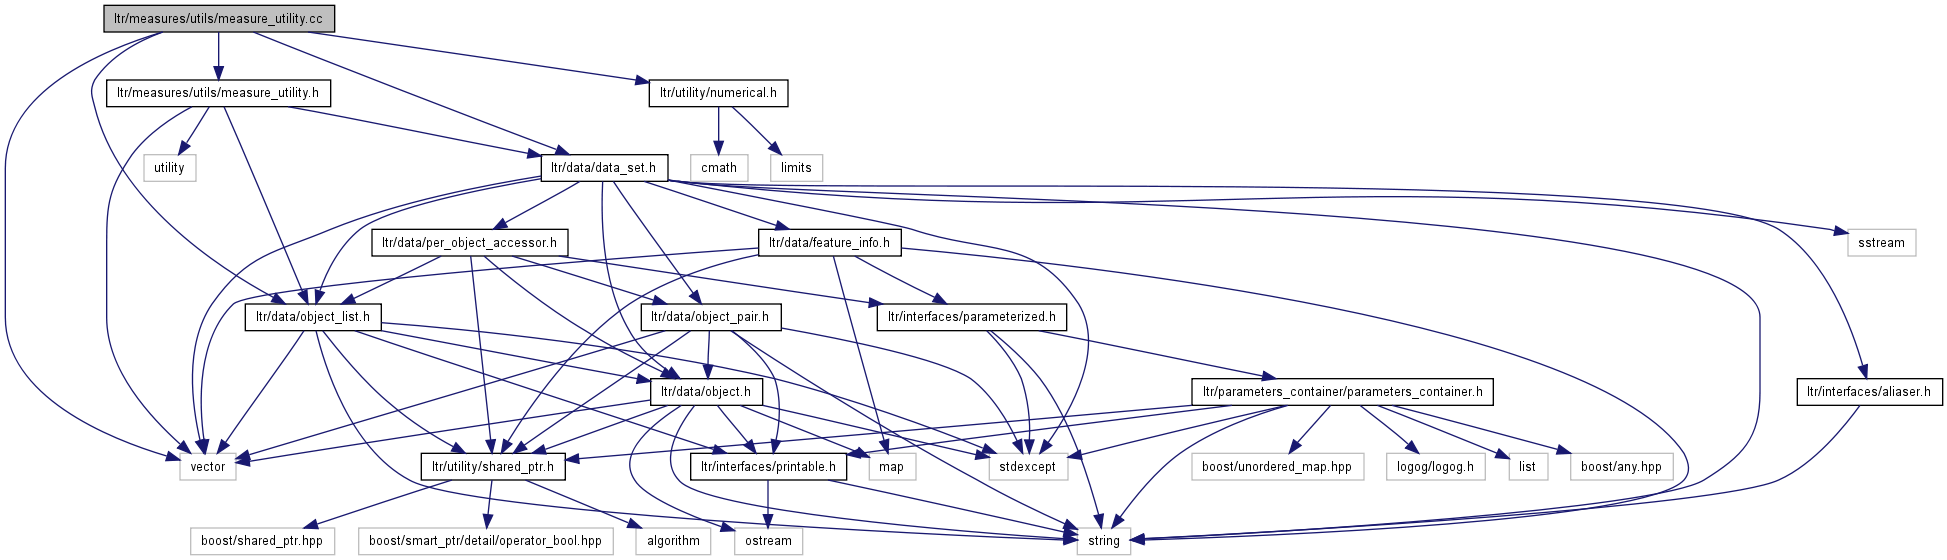 ltr/measures/utils/measure_utility.cc
ltr/measures/utils/measure_utility.h
ltr/utility/numerical.h
utility
ltr/data/data_set.h
cmath
limits
ltr/data/per_object_accessor.h
ltr/data/feature_info.h
sstream
ltr/data/object_list.h
ltr/data/object_pair.h
ltr/interfaces/parameterized.h
ltr/data/object.h
ltr/parameters_container/parameters_container.h
ltr/interfaces/aliaser.h
vector
ltr/utility/shared_ptr.h
ltr/interfaces/printable.h
map
stdexcept
boost/unordered_map.hpp
logog/logog.h
list
boost/any.hpp
boost/shared_ptr.hpp
boost/smart_ptr/detail/operator_bool.hpp
algorithm
ostream
string